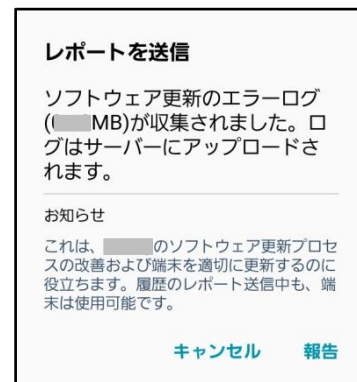 レポートを送信
ソフトウェア更新のエラーログ
(MB)が収集されました。ロ
グはサーバーにアップロードさ
れます。
お知らせ
これは、のソフトウェア更新プロセ
スの改善および端末を適切に更新するのに
役立ちます。履歴のレポート送信中も、端
末は使用可能です。
キャンセル 報告